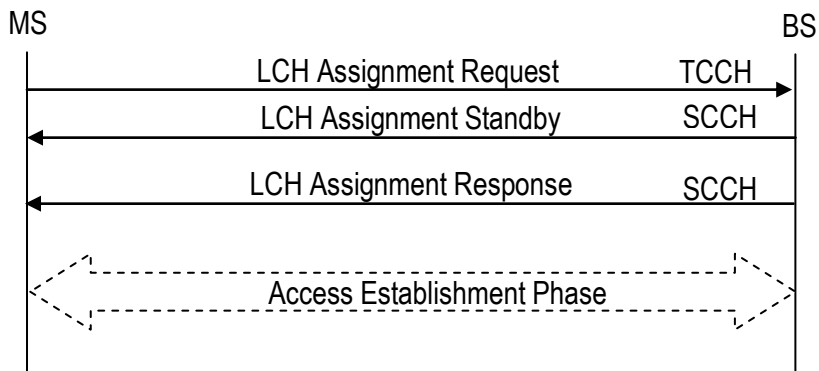 MS BS
LCH Assignment Request TCCH
LCH Assignment Standby SCCH
LCH Assignment Response SCCH
Access Establishment Phase